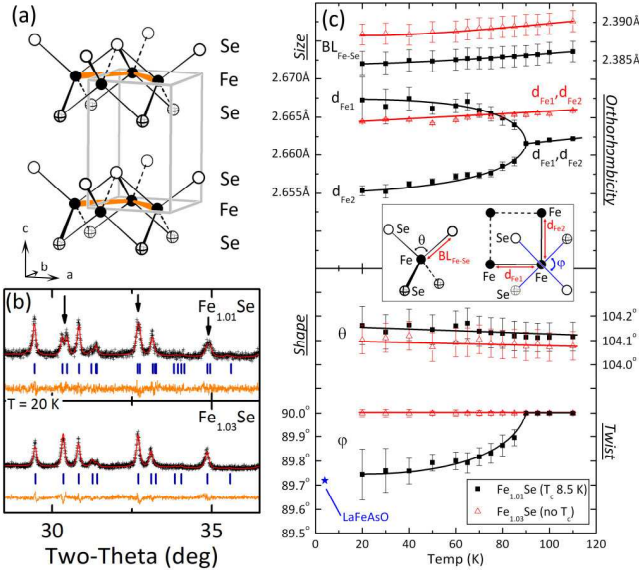 (a)
Se
Fe
Se
Se
Fe
Se
c
b
a
(b)
Fe1.01Se
T = 20 K
Fe1.03Se
30
35
Two-Theta (deg)
(c)
Size
BLFe-Se
2.390Å
2.385Å
2.670Å
2.665Å
2.660Å
2.655Å
dFe1
dFe1,dFe2
dFe1,dFe2
dFe2
Orthorhombicity
Se
θ
Fe
BLFe-Se
Se
Fe
dFe2
Fe
dFe1
Fe
φ
Se
Shape
θ
104.2°
104.1°
104.0°
90.0°
89.9°
89.8°
89.7°
89.6°
89.5°
φ
Twist
LaFeAsO
Fe1.01Se (Tc 8.5 K)
Fe1.03Se (no Tc)
0 20 40 60 80 100 120
Temp (K)